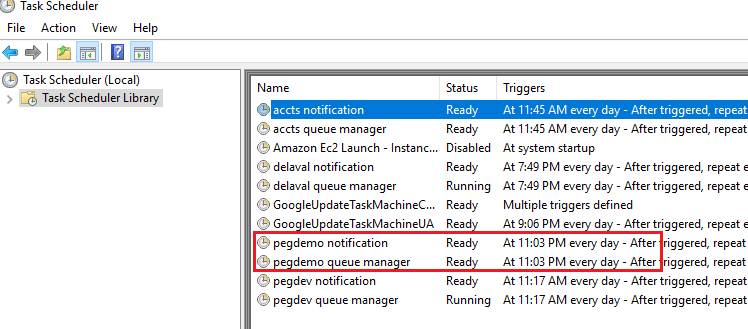 Task Scheduler
File Action View Help
Task Scheduler (Local)
Task Scheduler Library
Name Status Triggers
accts notification Ready At 11:45 AM every day - After triggered, repeat
accts queue manager Ready At 11:45 AM every day - After triggered, repeat
Amazon Ec2 Launch - Instanc... Disabled At system startup
delaval notification Ready At 7:49 PM every day - After triggered, repeat e
delaval queue manager Running At 7:49 PM every day - After triggered, repeat e
GoogleUpdateTaskMachineC... Ready Multiple triggers defined
GoogleUpdateTaskMachineUA Ready At 9:06 PM every day - After triggered, repeat e
pegdemo notification Ready At 11:03 PM every day - After triggered, repeat
pegdemo queue manager Ready At 11:03 PM every day - After triggered, repeat
pegdev notification Ready At 11:17 AM every day - After triggered, repeat
pegdev queue manager Running At 11:17 AM every day - After triggered, repeat